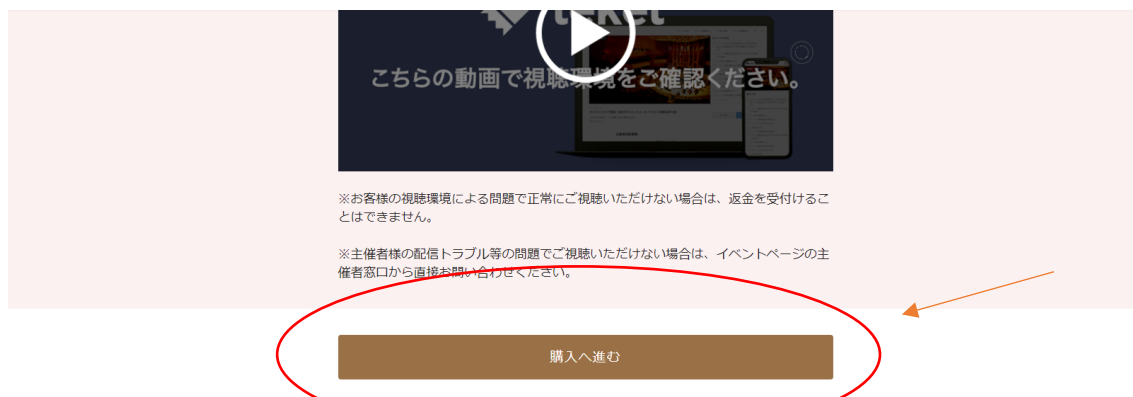 teket
こちらの動画で視聴環境をご確認ください。
※お客様の視聴環境による問題で正常にご視聴いただけない場合は、返金を受付けるこ
とはできません。
※主催者様の配信トラブル等の問題でご視聴いただけない場合は、イベントページの主
催者窓口から直接お問い合わせください。
購入へ進む